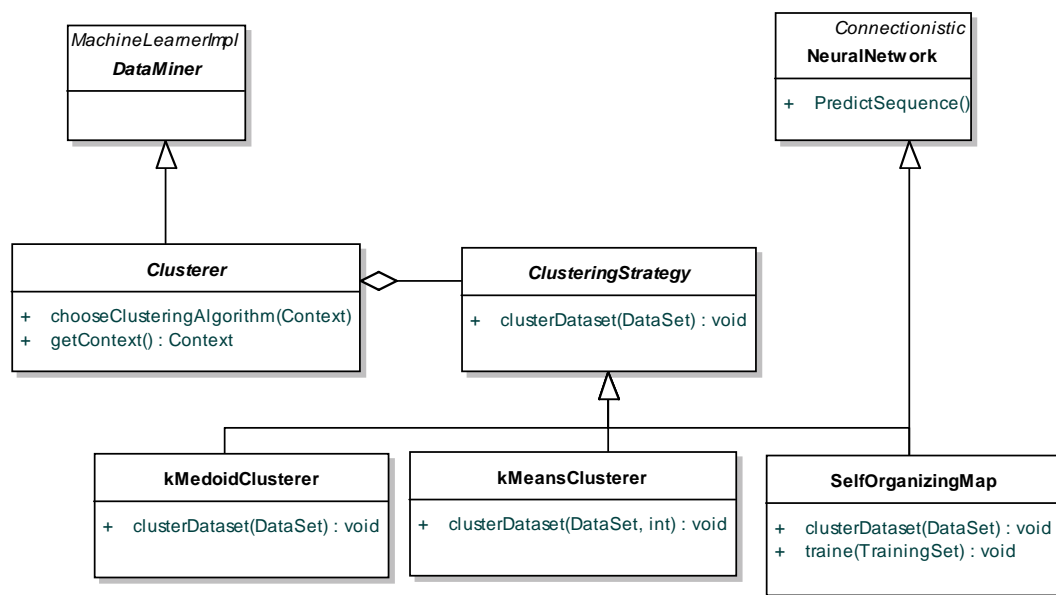 MachineLearnerImpl
DataMiner
Connectionistic
NeuralNetwork
+ PredictSequence()
Clusterer
+ chooseClusteringAlgorithm(Context)
+ getContext() : Context
ClusteringStrategy
+ clusterDataset(DataSet) : void
kMedoidClusterer
+ clusterDataset(DataSet) : void
kMeansClusterer
+ clusterDataset(DataSet, int) : void
SelfOrganizingMap
+ clusterDataset(DataSet) : void
+ traine(TrainingSet) : void